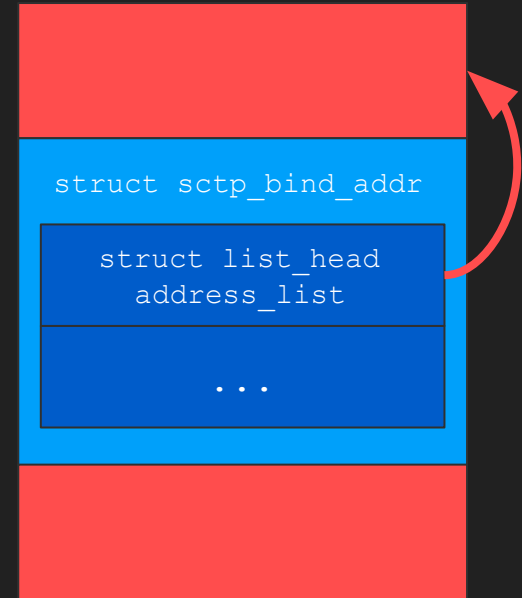 struct sctp_bind_addr
struct list_head
address_list
...